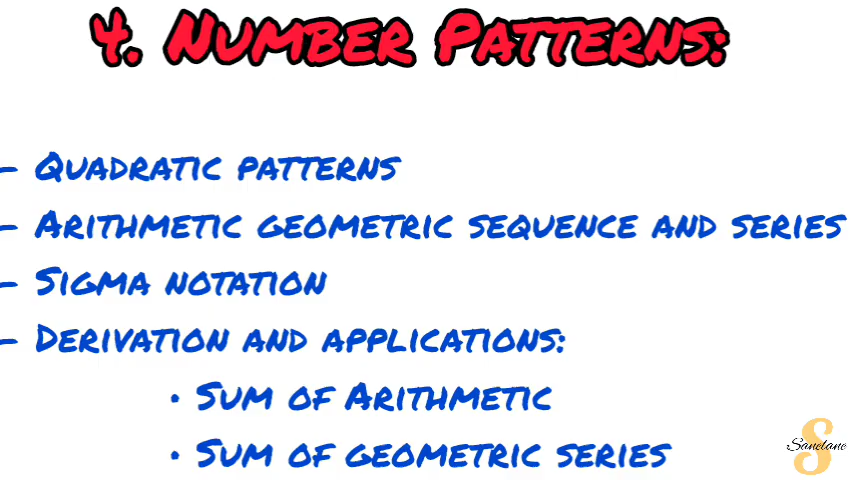 4. Number Patterns:
- Quadratic patterns
- Arithmetic geometric sequence and series
- Sigma notation
- Derivation and applications:
• Sum of Arithmetic
• Sum of geometric series
S
Sanelane